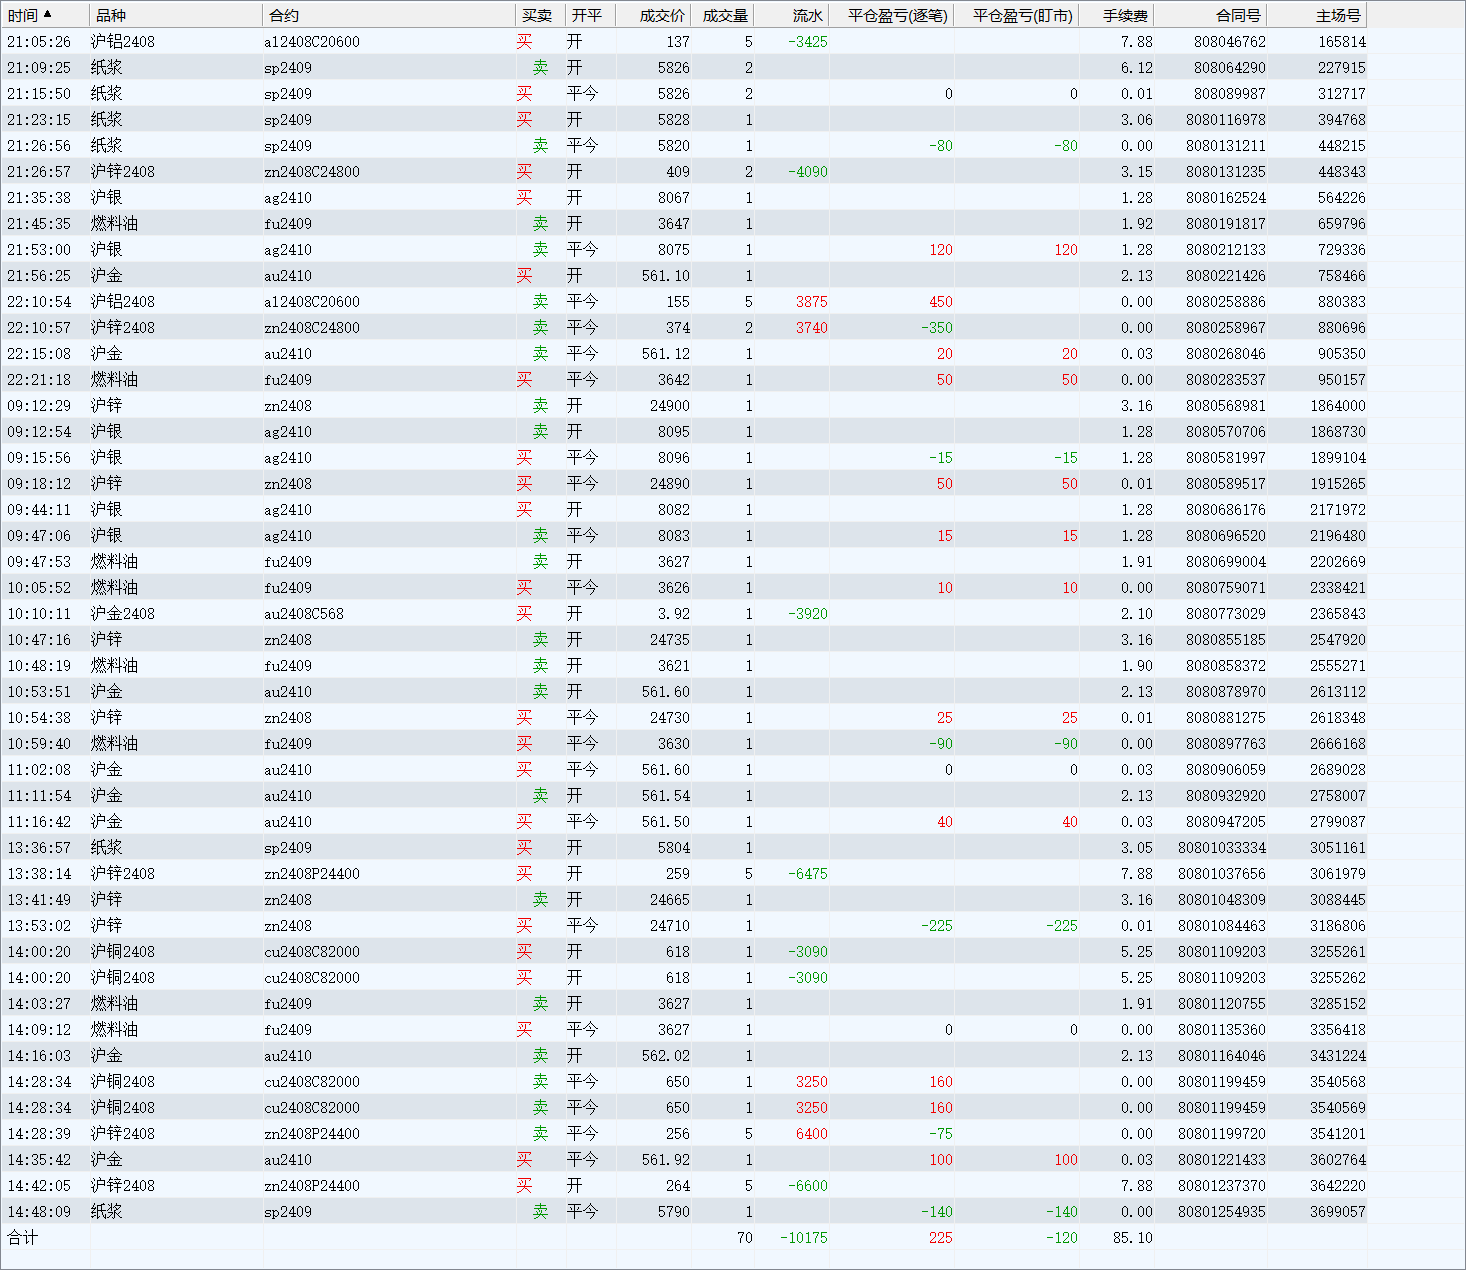 时间▲ 品种 合约 买卖 开平 成交价 成交量 流水 平仓盈亏(逐笔) 平仓盈亏(盯市) 手续费 合同号 主场号
21:05:26 沪铝2408 al2408C20600 买 开 137 5 -3425 7.88 808046762 165814
21:09:25 纸浆 sp2409 卖 开 5826 2 6.12 808064290 227915
21:15:50 纸浆 sp2409 买 平今 5826 2 0 0 0.01 808089987 312717
21:23:15 纸浆 sp2409 买 开 5828 1 3.06 8080116978 394768
21:26:56 纸浆 sp2409 卖 平今 5820 1 -80 -80 0.00 8080131211 448215
21:26:57 沪锌2408 zn2408C24800 买 开 409 2 -4090 3.15 8080131235 448343
21:35:38 沪银 ag2410 买 开 8067 1 1.28 8080162524 564226
21:45:35 燃料油 fu2409 卖 开 3647 1 1.92 8080191817 659796
21:53:00 沪银 ag2410 卖 平今 8075 1 120 120 1.28 8080212133 729336
21:56:25 沪金 au2410 买 开 561.10 1 2.13 8080221426 758466
22:10:54 沪铝2408 al2408C20600 卖 平今 155 5 3875 450 0.00 8080258886 880383
22:10:57 沪锌2408 zn2408C24800 卖 平今 374 2 3740 -350 0.00 8080258967 880696
22:15:08 沪金 au2410 卖 平今 561.12 1 20 20 0.03 8080268046 905350
22:21:18 燃料油 fu2409 买 平今 3642 1 50 50 0.00 8080283537 950157
09:12:29 沪锌 zn2408 卖 开 24900 1 3.16 8080568981 1864000
09:12:54 沪银 ag2410 卖 开 8095 1 1.28 8080570706 1868730
09:15:56 沪银 ag2410 买 平今 8096 1 -15 -15 1.28 8080581997 1899104
09:18:12 沪锌 zn2408 买 平今 24890 1 50 50 0.01 8080589517 1915265
09:44:11 沪银 ag2410 买 开 8082 1 1.28 8080686176 2171972
09:47:06 沪银 ag2410 卖 平今 8083 1 15 15 1.28 8080696520 2196480
09:47:53 燃料油 fu2409 卖 开 3627 1 1.91 8080699004 2202669
10:05:52 燃料油 fu2409 买 平今 3626 1 10 10 0.00 8080759071 2338421
10:10:11 沪金2408 au2408C568 买 开 3.92 1 -3920 2.10 8080773029 2365843
10:47:16 沪锌 zn2408 卖 开 24735 1 3.16 8080855185 2547920
10:48:19 燃料油 fu2409 卖 开 3621 1 1.90 8080858372 2555271
10:53:51 沪金 au2410 卖 开 561.60 1 2.13 8080878970 2613112
10:54:38 沪锌 zn2408 买 平今 24730 1 25 25 0.01 8080881275 2618348
10:59:40 燃料油 fu2409 买 平今 3630 1 -90 -90 0.00 8080897763 2666168
11:02:08 沪金 au2410 买 平今 561.60 1 0 0 0.03 8080906059 2689028
11:11:54 沪金 au2410 卖 开 561.54 1 2.13 8080932920 2758007
11:16:42 沪金 au2410 买 平今 561.50 1 40 40 0.03 8080947205 2799087
13:36:57 纸浆 sp2409 买 开 5804 1 3.05 80801033334 3051161
13:38:14 沪锌2408 zn2408P24400 买 开 259 5 -6475 7.88 80801037656 3061979
13:41:49 沪锌 zn2408 卖 开 24665 1 3.16 80801048309 3088445
13:53:02 沪锌 zn2408 买 平今 24710 1 -225 -225 0.01 80801084463 3186806
14:00:20 沪铜2408 cu2408C82000 买 开 618 1 -3090 5.25 80801109203 3255261
14:00:20 沪铜2408 cu2408C82000 买 开 618 1 -3090 5.25 80801109203 3255262
14:03:27 燃料油 fu2409 卖 开 3627 1 1.91 80801120755 3285152
14:09:12 燃料油 fu2409 买 平今 3627 1 0 0 0.00 80801135360 3356418
14:16:03 沪金 au2410 卖 开 562.02 1 2.13 80801164046 3431224
14:28:34 沪铜2408 cu2408C82000 卖 平今 650 1 3250 160 0.00 80801199459 3540568
14:28:34 沪铜2408 cu2408C82000 卖 平今 650 1 3250 160 0.00 80801199459 3540569
14:28:39 沪锌2408 zn2408P24400 卖 平今 256 5 6400 -75 0.00 80801199720 3541201
14:35:42 沪金 au2410 买 平今 561.92 1 100 100 0.03 80801221433 3602764
14:42:05 沪锌2408 zn2408P24400 买 开 264 5 -6600 7.88 80801237370 3642220
14:48:09 纸浆 sp2409 卖 平今 5790 1 -140 -140 0.00 80801254935 3699057
合计 70 -10175 225 -120 85.10